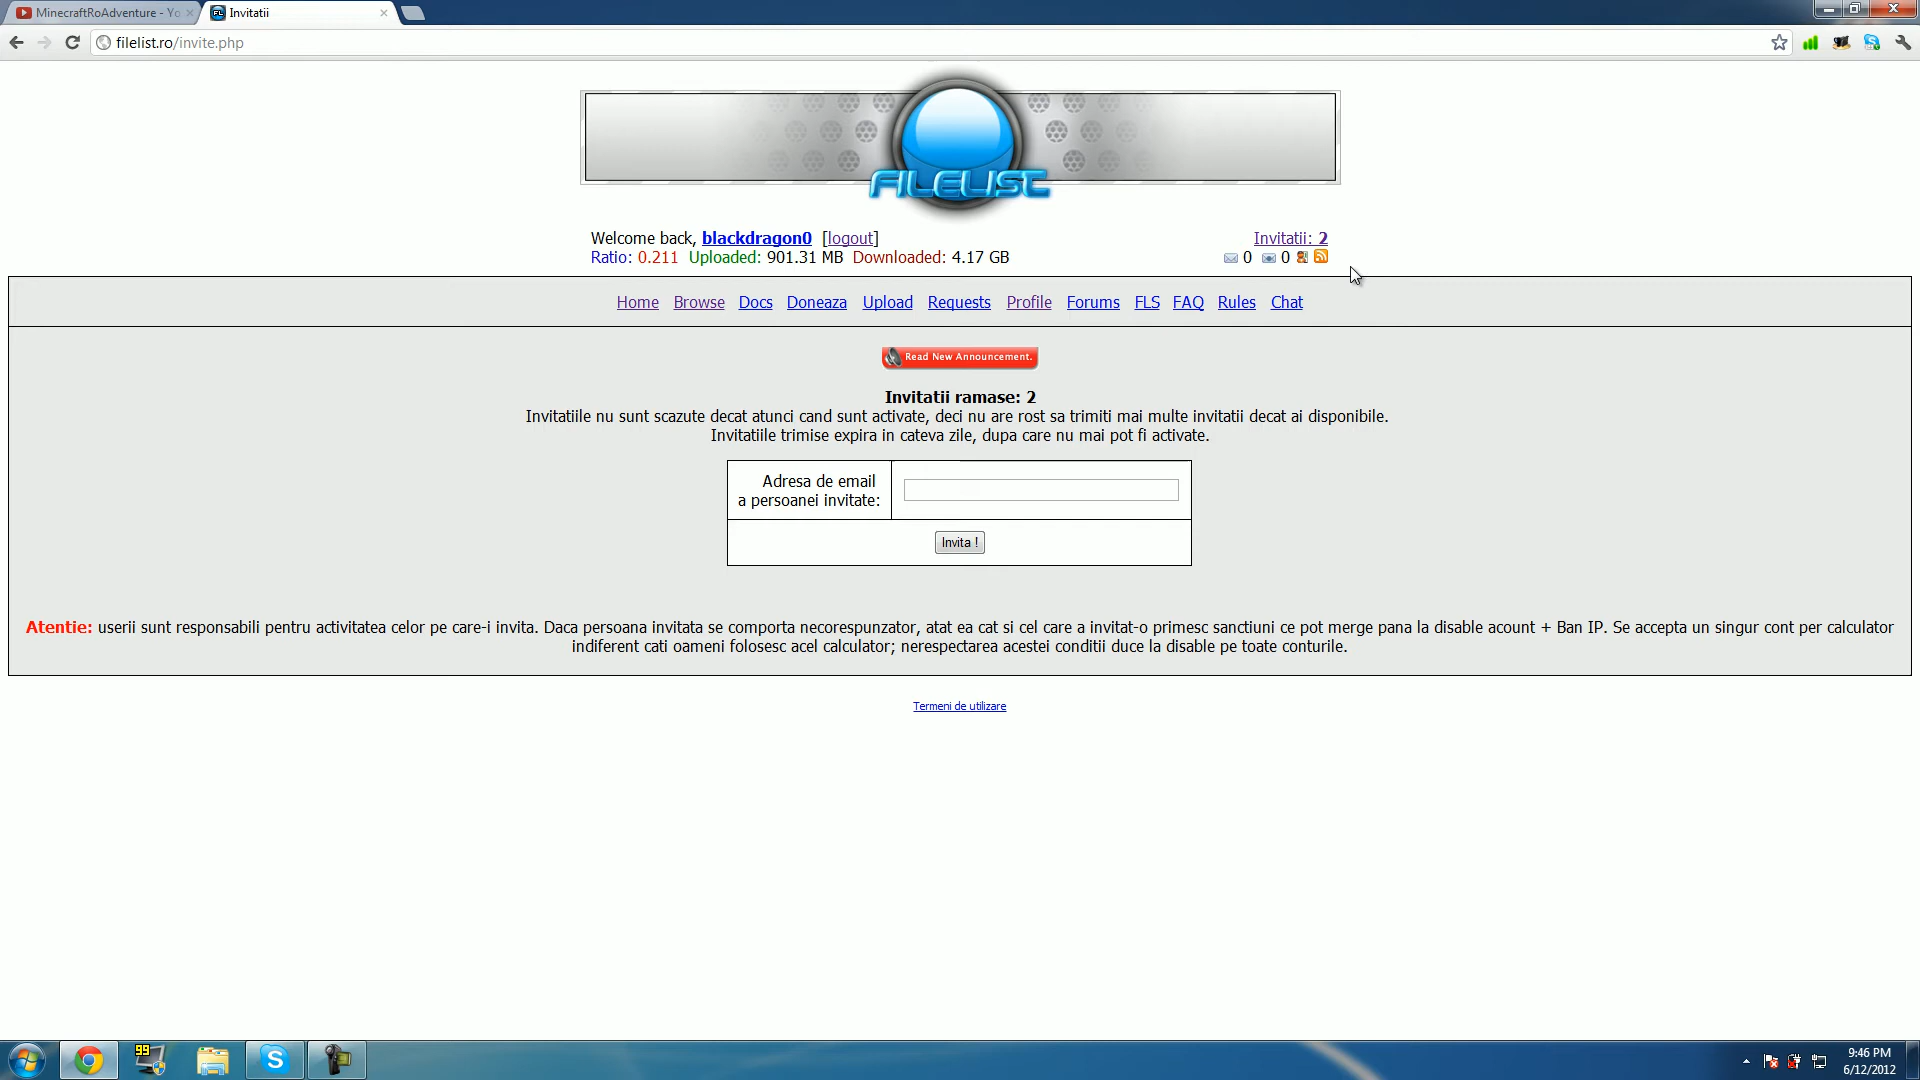 MinecraftRoAdventure - Yo
Invitatii
filelist.ro/invite.php
FILELIST
Welcome back, blackdragon0 [logout]
Invitatii: 2
Ratio: 0.211 Uploaded: 901.31 MB Downloaded: 4.17 GB
0 0
Home Browse Docs Doneaza Upload Requests Profile Forums FLS FAQ Rules Chat
Read New Announcement.
Invitatii ramase: 2
Invitatiile nu sunt scazute decat atunci cand sunt activate, deci nu are rost sa trimiti mai multe invitatii decat ai disponibile.
Invitatiile trimise expira in cateva zile, dupa care nu mai pot fi activate.
Adresa de email
a persoanei invitate:
Invita !
Atentie: userii sunt responsabili pentru activitatea celor pe care-i invita. Daca persoana invitata se comporta necorespunzator, atat ea cat si cel care a invitat-o primesc sanctiuni ce pot merge pana la disable acount + Ban IP. Se accepta un singur cont per calculator
indiferent cati oameni folosesc acel calculator; nerespectarea acestei conditii duce la disable pe toate conturile.
Termeni de utilizare
99
9:46 PM
6/12/2012